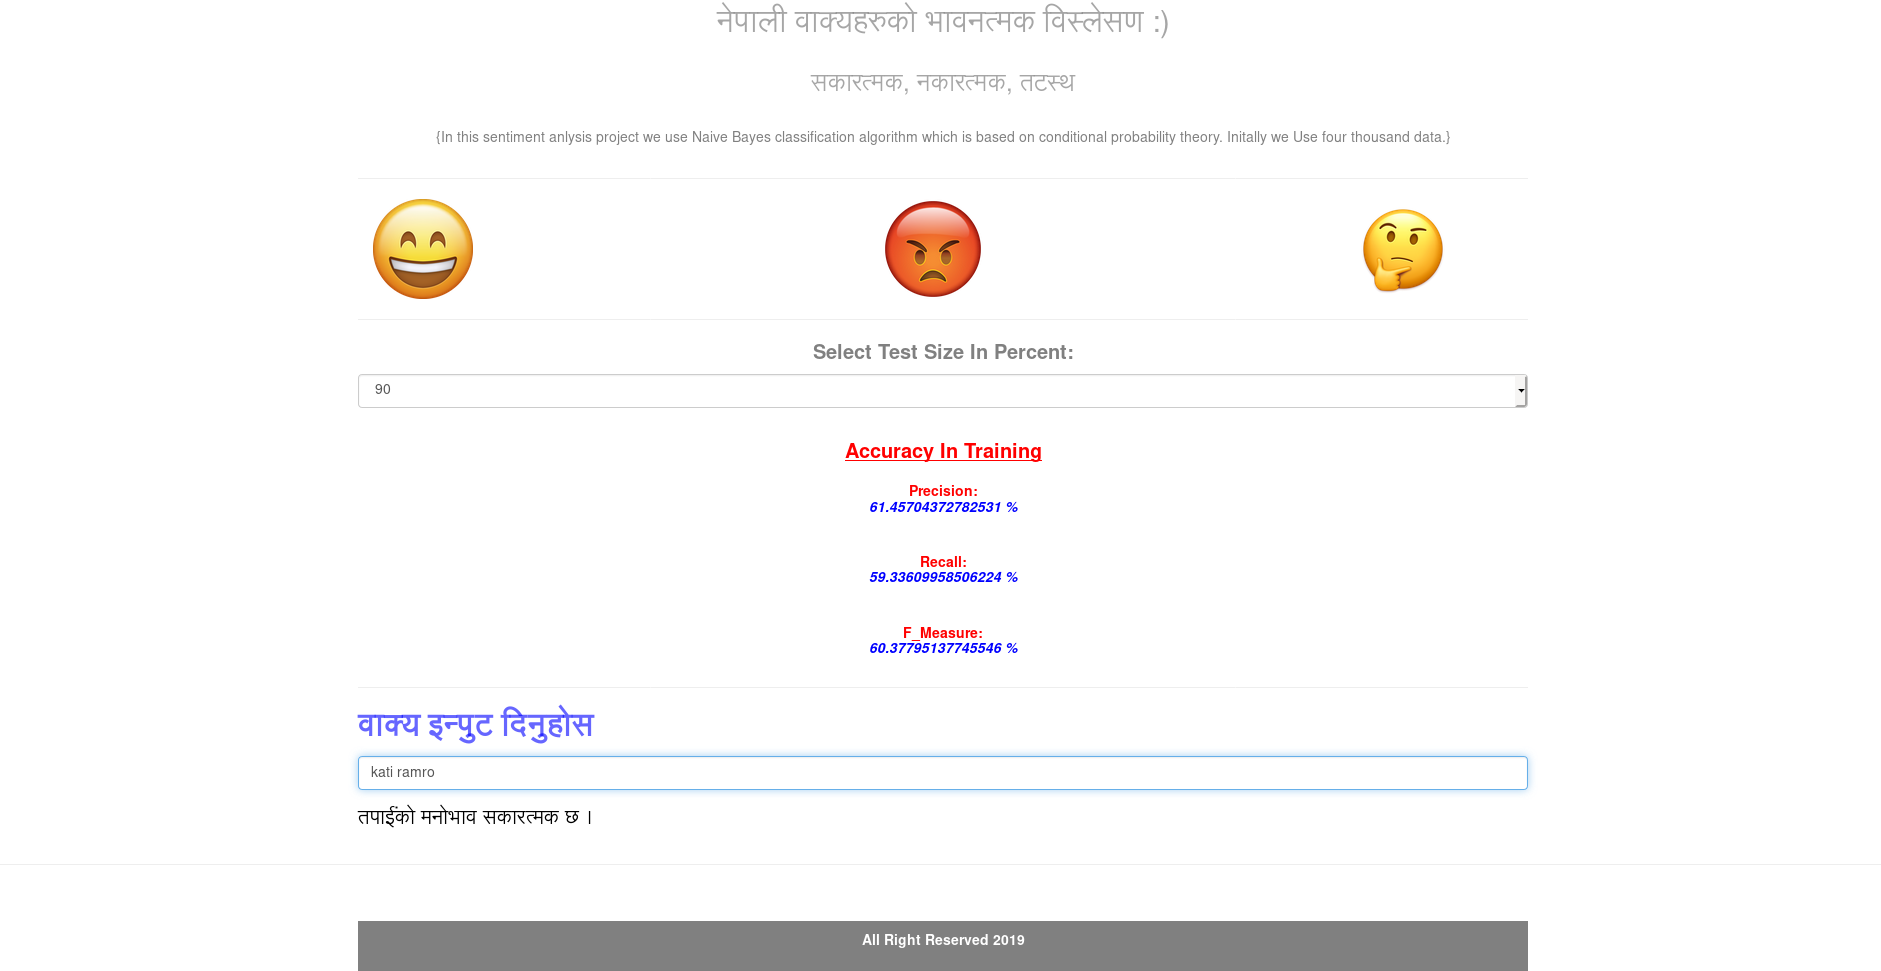 नेपाली वाक्यहरुको भावनत्मक विस्लेसण :)
सकारत्मक, नकारत्मक, तटस्थ
{In this sentiment anlysis project we use Naive Bayes classification algorithm which is based on conditional probability theory. Initally we Use four thousand data.}
Select Test Size In Percent:
90
Accuracy In Training
Precision:
61.45704372782531 %
Recall:
59.33609958506224 %
F_Measure:
60.37795137745546 %
वाक्य इन्पुट दिनुहोस
kati ramro
तपाईंको मनोभाव सकारत्मक छ ।
All Right Reserved 2019